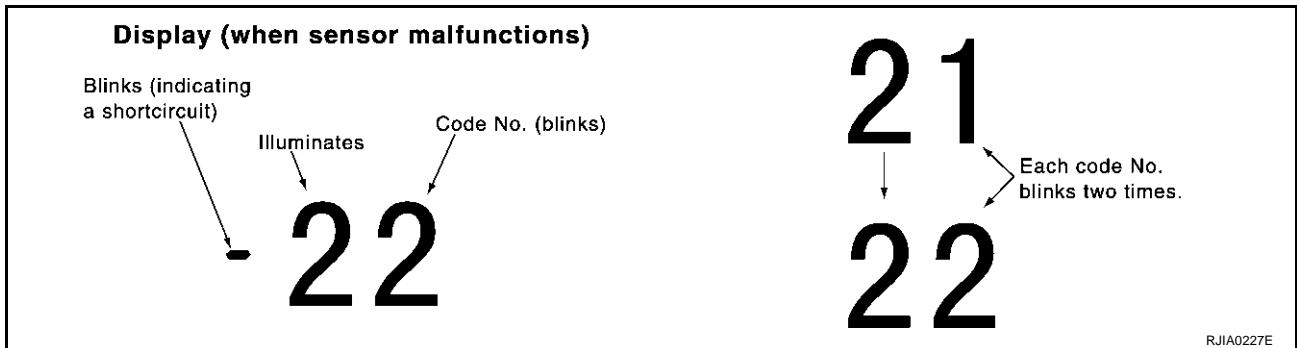 Display (when sensor malfunctions)
Blinks (indicating
a shortcircuit)
Illuminates
Code No. (blinks)
- 22
21
Each code No.
blinks two times.
22
RJIA0227E